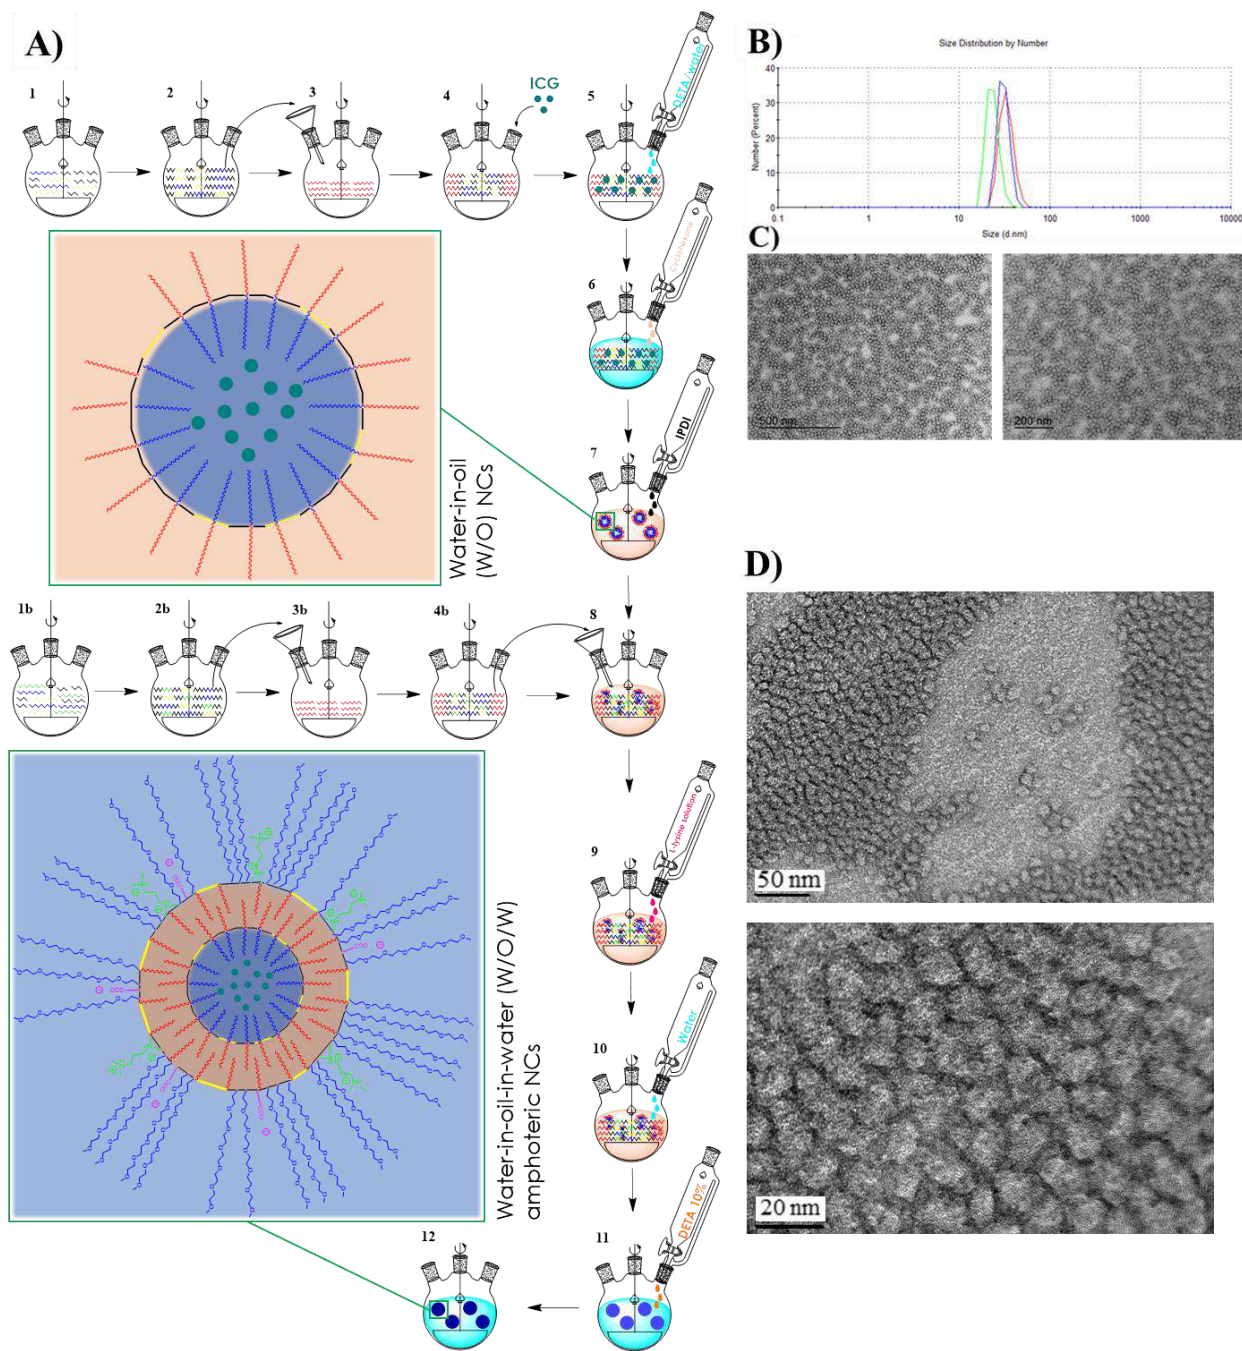 A)
1
2
3
4
ICG
5
DETA/water
6
Cyclohexane
7
IPDI
Water-in-oil
(W/O) NCs
1b
2b
3b
4b
8
9
L-lysine solution
10
Water
11
DETA 10%
12
Water-in-oil-in-water (W/O/W)
amphoteric NCs
B)
Size Distribution by Number
Number (Percent)
40
30
20
10
0
0.1
1
10
100
1000
10000
Size (d.nm)
C)
500 nm
200 nm
D)
50 nm
20 nm